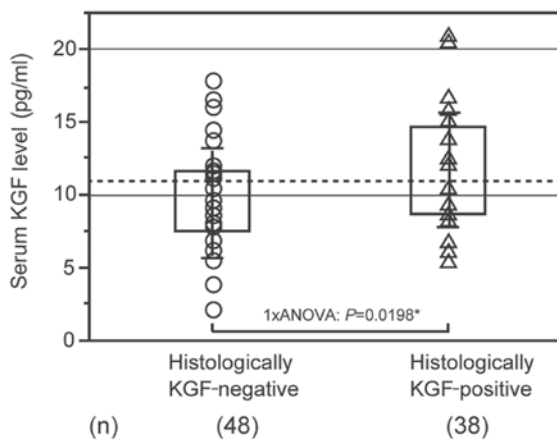 Serum KGF level (pg/ml)
20
15
10
5
0
1xANOVA: P=0.0198*
Histologically
KGF-negative
Histologically
KGF-positive
(n)
(48)
(38)